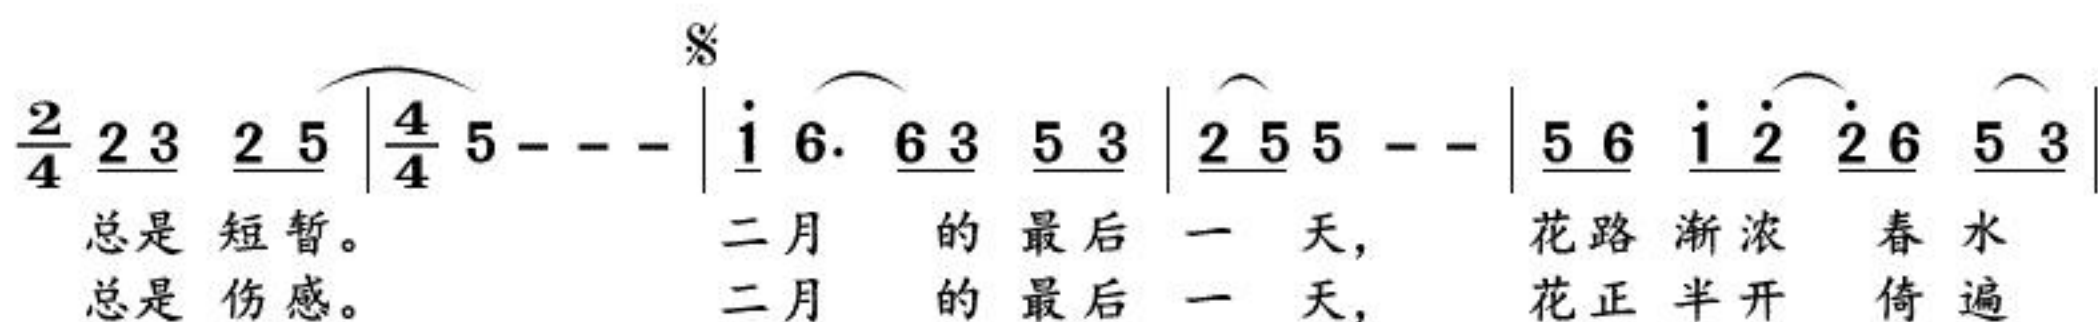 2/4 2 3 2 5 | 4/4 5 - - - | 𝄋 i 6. 6 3 5 3 | 2 5 5 - - | 5 6 i 2̇ 2̇ 6 5 3 |
总是 短暂。 二月 的 最后 一 天, 花路 渐浓 春 水
总是 伤感。 二月 的 最后 一 天, 花正 半开 倚 遍